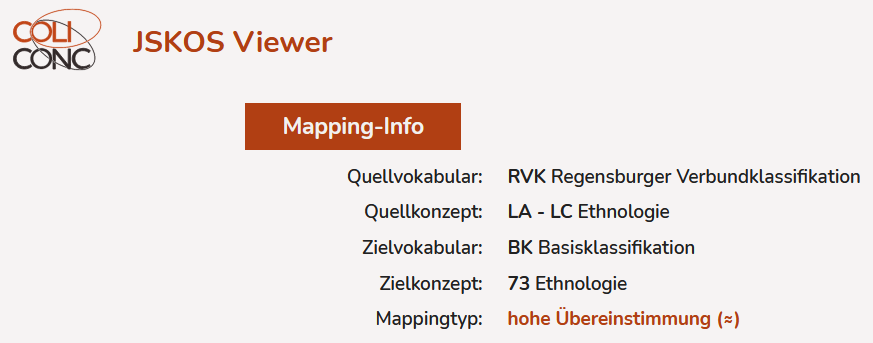 COLI
CONC
JSKOS Viewer
Mapping-Info
Quellvokabular: RVK Regensburger Verbundklassifikation
Quellkonzept: LA - LC Ethnologie
Zielvokabular: BK Basisklassifikation
Zielkonzept: 73 Ethnologie
Mappingtyp: hohe Übereinstimmung (≈)